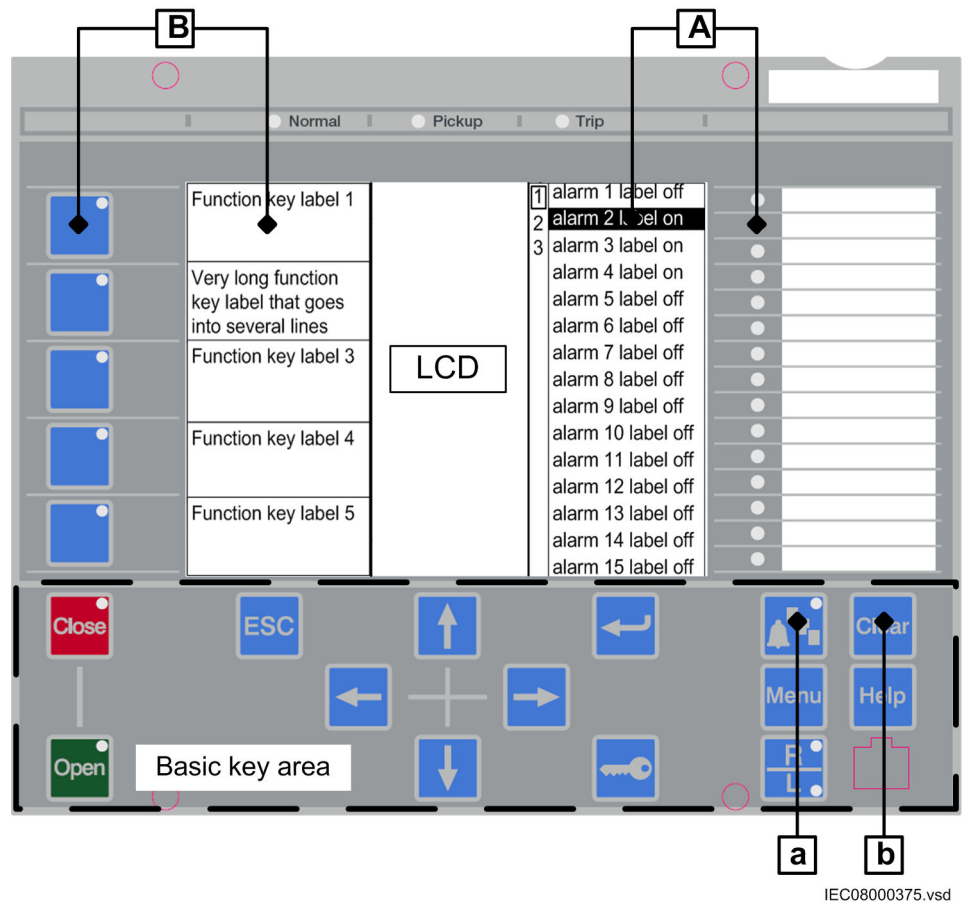 B
A
Normal
Pickup
Trip
Function key label 1
Very long function
key label that goes
into several lines
Function key label 3
Function key label 4
Function key label 5
LCD
1
2
3
alarm 1 label off
alarm 2 label on
alarm 3 label on
alarm 4 label on
alarm 5 label off
alarm 6 label off
alarm 7 label off
alarm 8 label off
alarm 9 label off
alarm 10 label off
alarm 11 label off
alarm 12 label off
alarm 13 label off
alarm 14 label off
alarm 15 label off
Close
ESC
Clear
Menu
Help
Open
Basic key area
R
L
a
b
IEC08000375.vsd